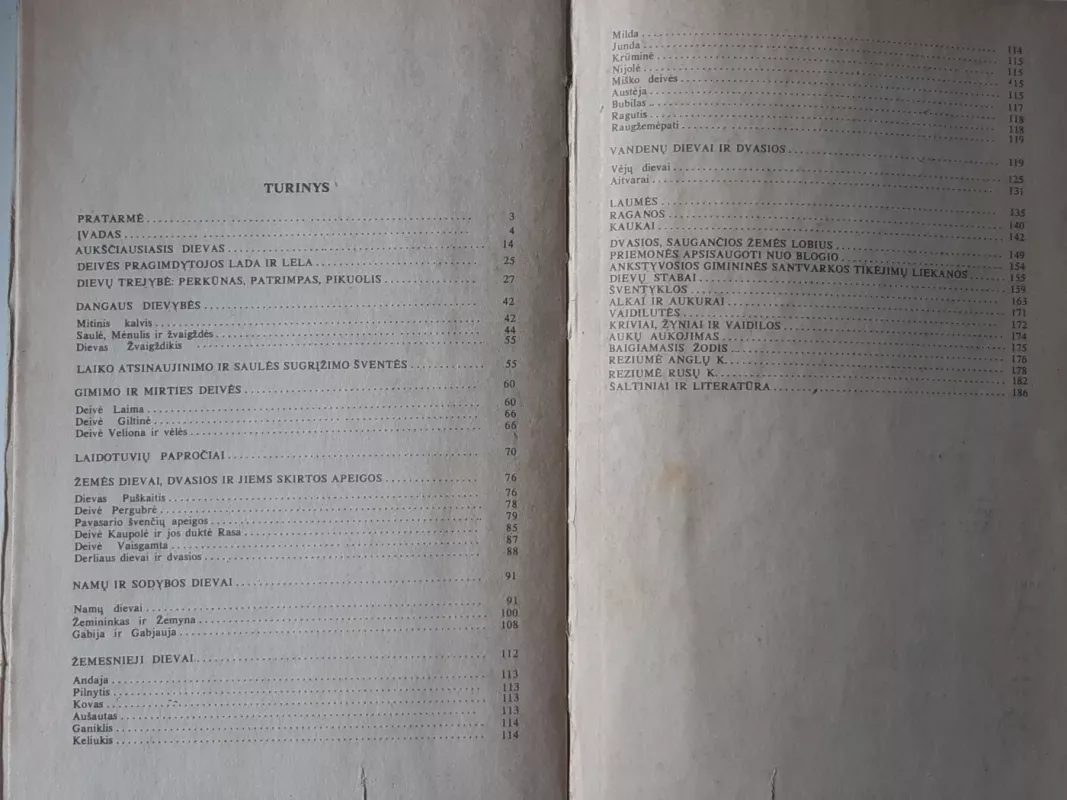 TURINYS
PRATARMĖ 3
ĮVADAS 4
AUKŠČIAUSIASIS DIEVAS 14
DEIVĖS PRAGIMDYTOJOS LADA IR LELA 25
DIEVŲ TREJYBĖ: PERKŪNAS, PATRIMPAS, PIKUOLIS 27
DANGAUS DIEVYBĖS 42
Mitinis kalvis 42
Saulė, Mėnulis ir žvaigždės 44
Dievas Žvaigždikis 55
LAIKO ATSINAUJINIMO IR SAULĖS SUGRĮŽIMO ŠVENTĖS 55
GIMIMO IR MIRTIES DEIVĖS 60
Deivė Laima 60
Deivė Giltinė 66
Deivė Veliona ir vėlės 66
LAIDOTUVIŲ PAPROČIAI 70
ŽEMĖS DIEVAI, DVASIOS IR JIEMS SKIRTOS APEIGOS 76
Dievas Puškaitis 76
Deivė Pergubrė 78
Pavasario švenčių apeigos 79
Deivė Kaupolė ir jos duktė Rasa 85
Deivė Vaisgamta 87
Derliaus dievai ir dvasios 88
NAMŲ IR SODYBOS DIEVAI 91
Namų dievai 91
Žemininkas ir Žemyna 100
Gabija ir Gabjauja 108
ŽEMESNIEJI DIEVAI 112
Andaja 113
Pilnytis 113
Kovas 113
Aušautas 113
Ganiklis 114
Keliukis 114
Milda 114
Junda 115
Krūminė 115
Nijolė 115
Miško deivės 115
Austėja 117
Bubilas 118
Ragutis 118
Raugžemėpati 119
VANDENŲ DIEVAI IR DVASIOS 119
Vėjų dievai 125
Aitvarai 131
LAUMĖS 135
RAGANOS 140
KAUKAI 142
DVASIOS, SAUGANČIOS ŽEMĖS LOBIUS 149
PRIEMONĖS APSISAUGOTI NUO BLOGIO 154
ANKSTYVOSIOS GIMININĖS SANTVARKOS TIKĖJIMŲ LIEKANOS 155
DIEVŲ STABAI 159
ŠVENTYKLOS 163
ALKAI IR AUKURAI 171
VAIDILUTĖS 172
KRIVIAI, ŽYNIAI IR VAIDILOS 174
AUKŲ AUKOJIMAS 175
BAIGIAMASIS ŽODIS 176
REZIUMĖ ANGLŲ K. 178
REZIUMĖ RUSŲ K. 182
ŠALTINIAI IR LITERATŪRA 186